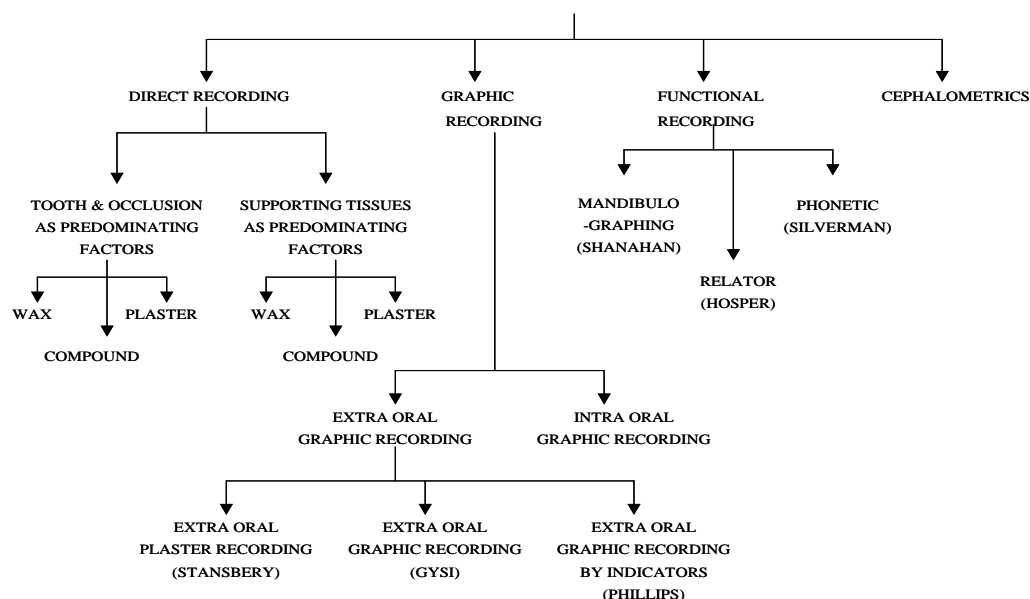 DIRECT RECORDING
GRAPHIC
RECORDING
FUNCTIONAL
RECORDING
CEPHALOMETRICS
TOOTH & OCCLUSION
AS PREDOMINATING
FACTORS
SUPPORTING TISSUES
AS PREDOMINATING
FACTORS
MANDIBULO
-GRAPHING
(SHANAHAN)
PHONETIC
(SILVERMAN)
RELATOR
(HOSPER)
WAX
PLASTER
COMPOUND
WAX
PLASTER
COMPOUND
EXTRA ORAL
GRAPHIC RECORDING
INTRA ORAL
GRAPHIC RECORDING
EXTRA ORAL
PLASTER RECORDING
(STANSBERY)
EXTRA ORAL
GRAPHIC RECORDING
(GYSI)
EXTRA ORAL
GRAPHIC RECORDING
BY INDICATORS
(PHILLIPS)